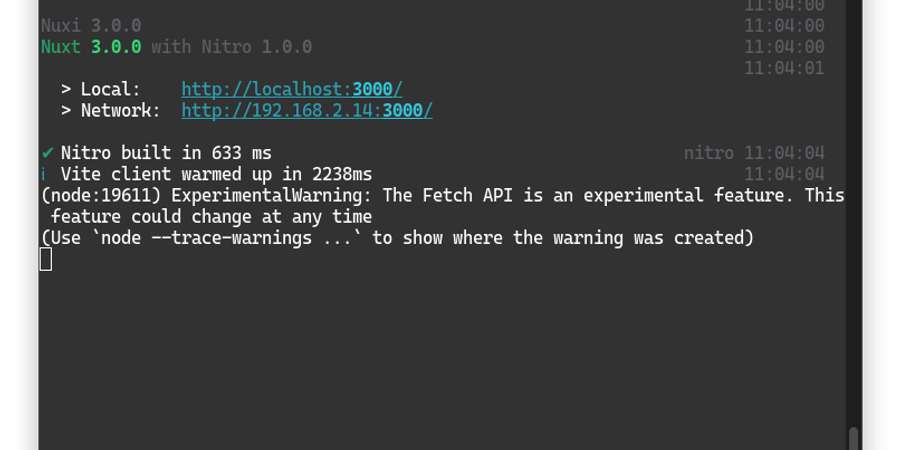 11:04:00
Nuxi 3.0.0 11:04:00
Nuxt 3.0.0 with Nitro 1.0.0 11:04:00
11:04:01
> Local: http://localhost:3000/
> Network: http://192.168.2.14:3000/
✔ Nitro built in 633 ms nitro 11:04:04
i Vite client warmed up in 2238ms 11:04:04
(node:19611) ExperimentalWarning: The Fetch API is an experimental feature. This
feature could change at any time
(Use `node --trace-warnings ...` to show where the warning was created)